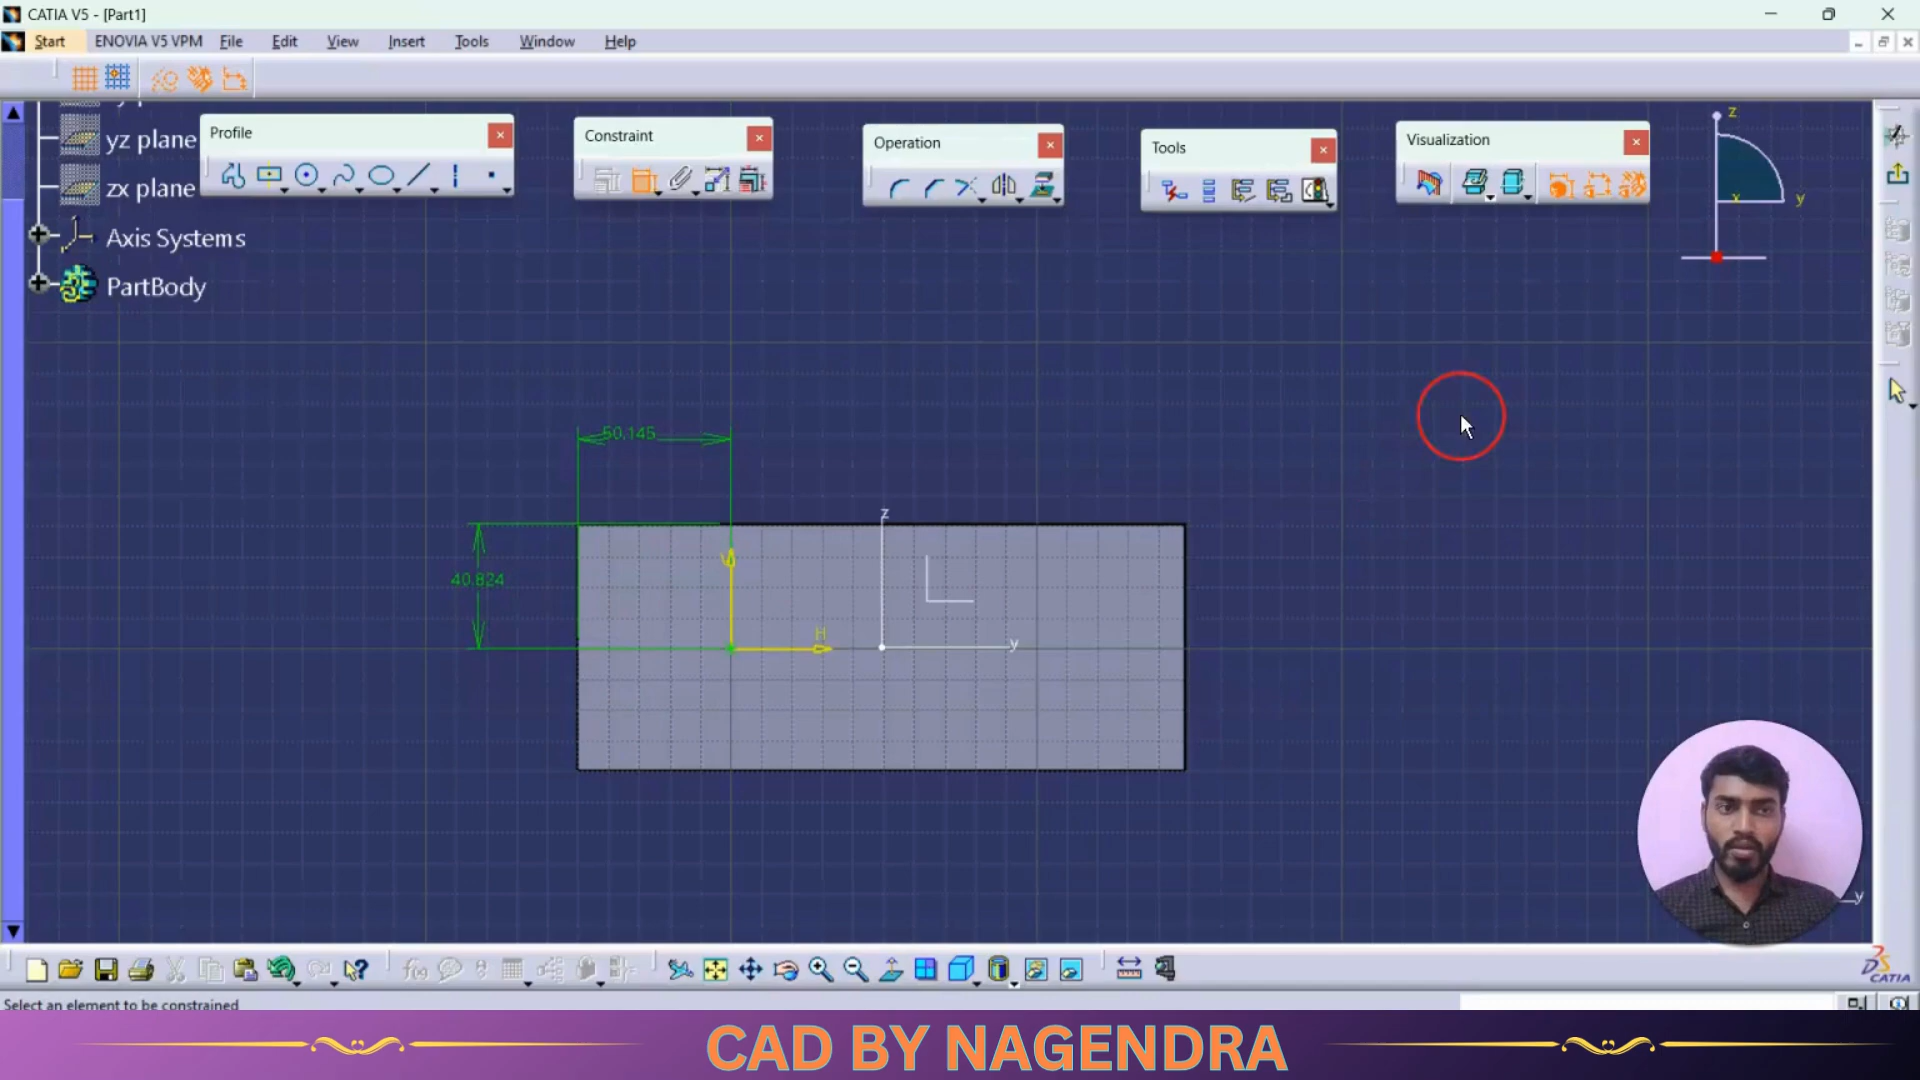 CATIA V5 - [Part1]
Start ENOVIA V5 VPM File Edit View Insert Tools Window Help
Profile
Constraint
Operation
Tools
Visualization
yz plane
zx plane
Axis Systems
PartBody
z
x
y
50.145
40.824
V
H
z
y
y
f(x)
Select an element to be constrained
DS
CATIA
CAD BY NAGENDRA